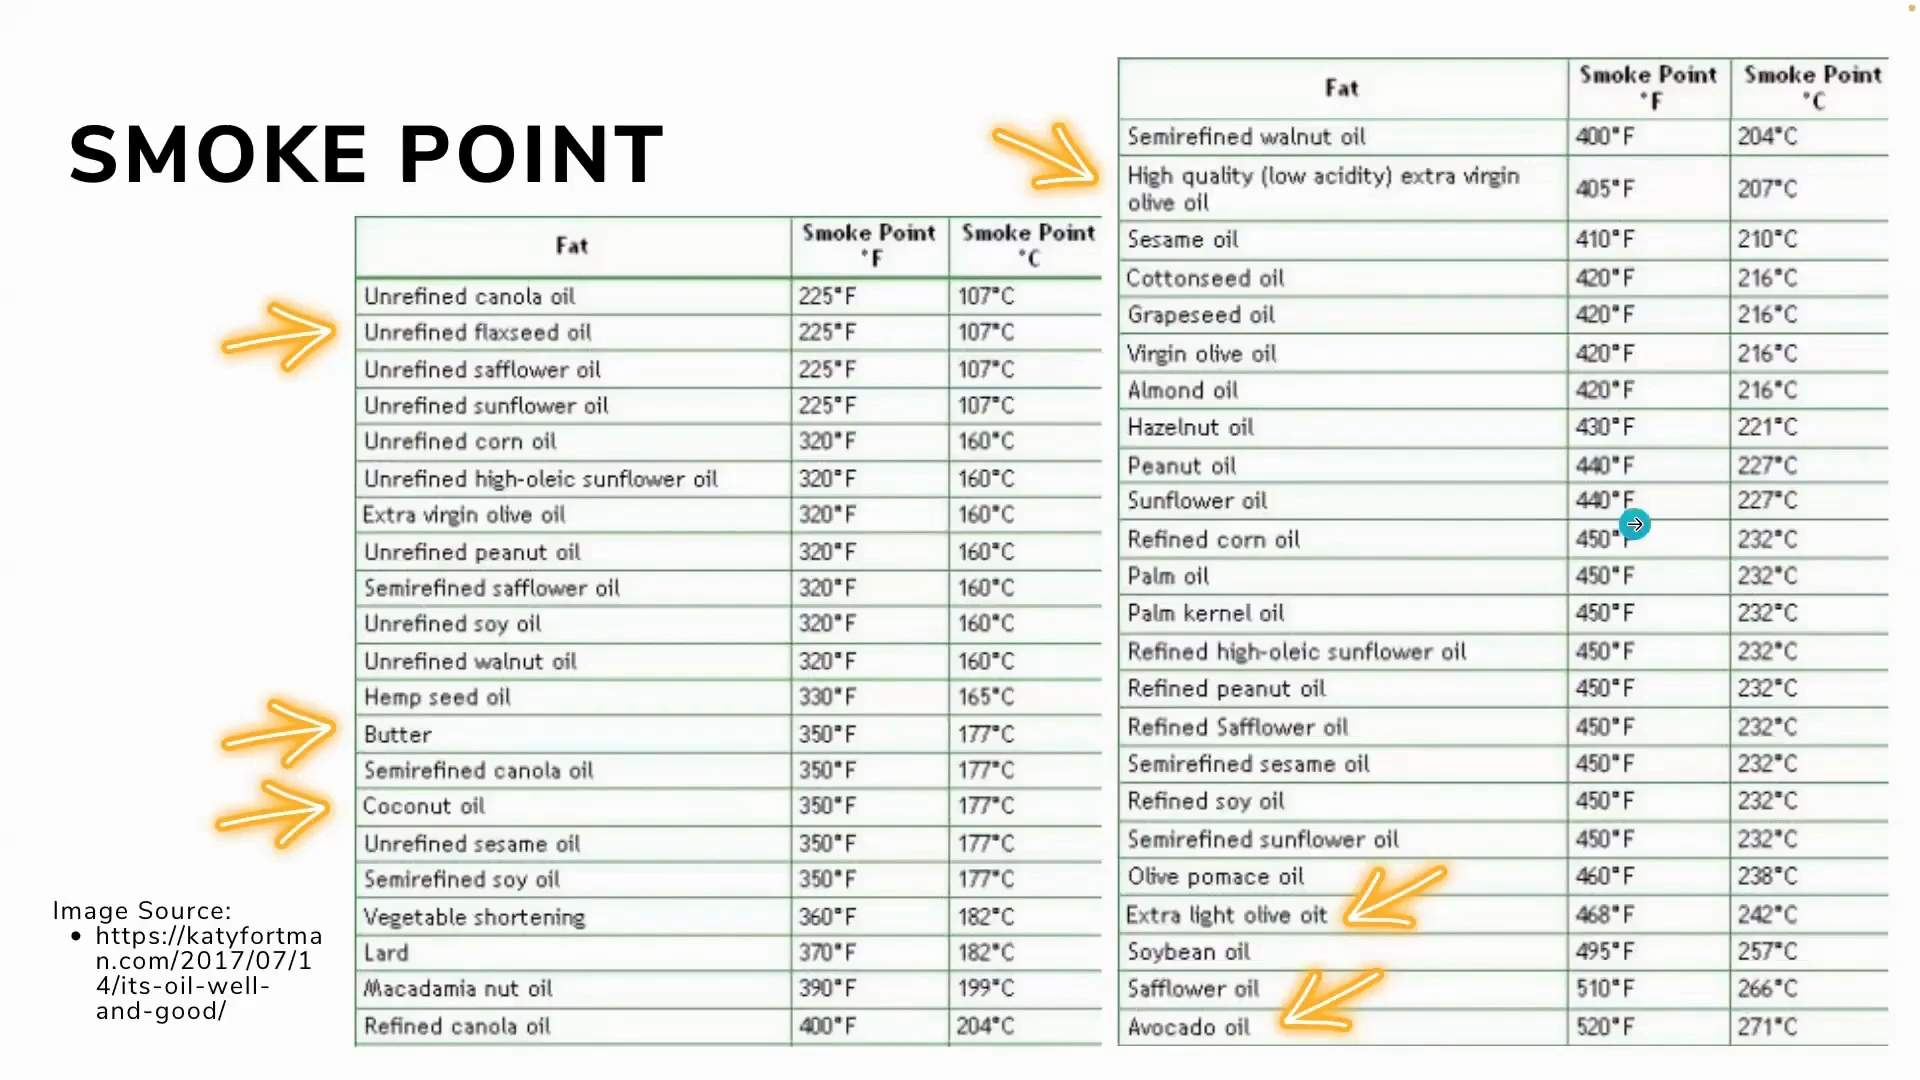 SMOKE POINT
Fat Smoke Point °F Smoke Point °C
Unrefined canola oil 225°F 107°C
Unrefined flaxseed oil 225°F 107°C
Unrefined safflower oil 225°F 107°C
Unrefined sunflower oil 225°F 107°C
Unrefined corn oil 320°F 160°C
Unrefined high-oleic sunflower oil 320°F 160°C
Extra virgin olive oil 320°F 160°C
Unrefined peanut oil 320°F 160°C
Semirefined safflower oil 320°F 160°C
Unrefined soy oil 320°F 160°C
Unrefined walnut oil 320°F 160°C
Hemp seed oil 330°F 165°C
Butter 350°F 177°C
Semirefined canola oil 350°F 177°C
Coconut oil 350°F 177°C
Unrefined sesame oil 350°F 177°C
Semirefined soy oil 350°F 177°C
Vegetable shortening 360°F 182°C
Lard 370°F 182°C
Macadamia nut oil 390°F 199°C
Refined canola oil 400°F 204°C
Fat Smoke Point °F Smoke Point °C
Semirefined walnut oil 400°F 204°C
High quality (low acidity) extra virgin
olive oil 405°F 207°C
Sesame oil 410°F 210°C
Cottonseed oil 420°F 216°C
Grapeseed oil 420°F 216°C
Virgin olive oil 420°F 216°C
Almond oil 420°F 216°C
Hazelnut oil 430°F 221°C
Peanut oil 440°F 227°C
Sunflower oil 440°F 227°C
Refined corn oil 450°F 232°C
Palm oil 450°F 232°C
Palm kernel oil 450°F 232°C
Refined high-oleic sunflower oil 450°F 232°C
Refined peanut oil 450°F 232°C
Refined Safflower oil 450°F 232°C
Semirefined sesame oil 450°F 232°C
Refined soy oil 450°F 232°C
Semirefined sunflower oil 450°F 232°C
Olive pomace oil 460°F 238°C
Extra light olive oit 468°F 242°C
Soybean oil 495°F 257°C
Safflower oil 510°F 266°C
Avocado oil 520°F 271°C
Image Source:
• https://katyfortma
n.com/2017/07/1
4/its-oil-well-
and-good/